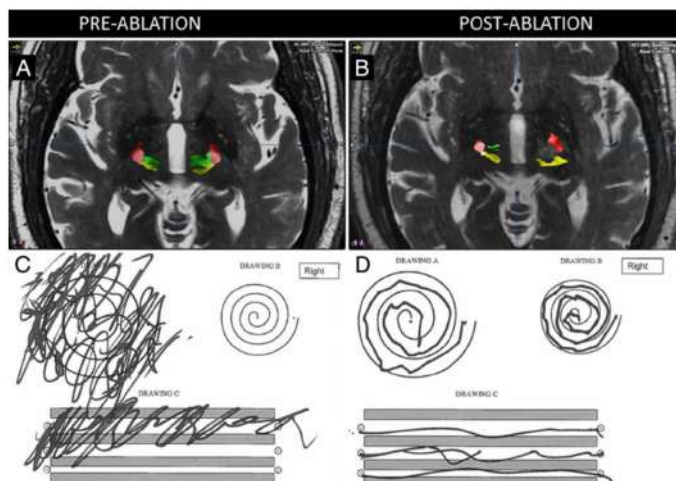 PRE-ABLATION
POST-ABLATION
A
B
C
DRAWING B
Right
DRAWING C
D
DRAWING A
DRAWING B
Right
DRAWING C